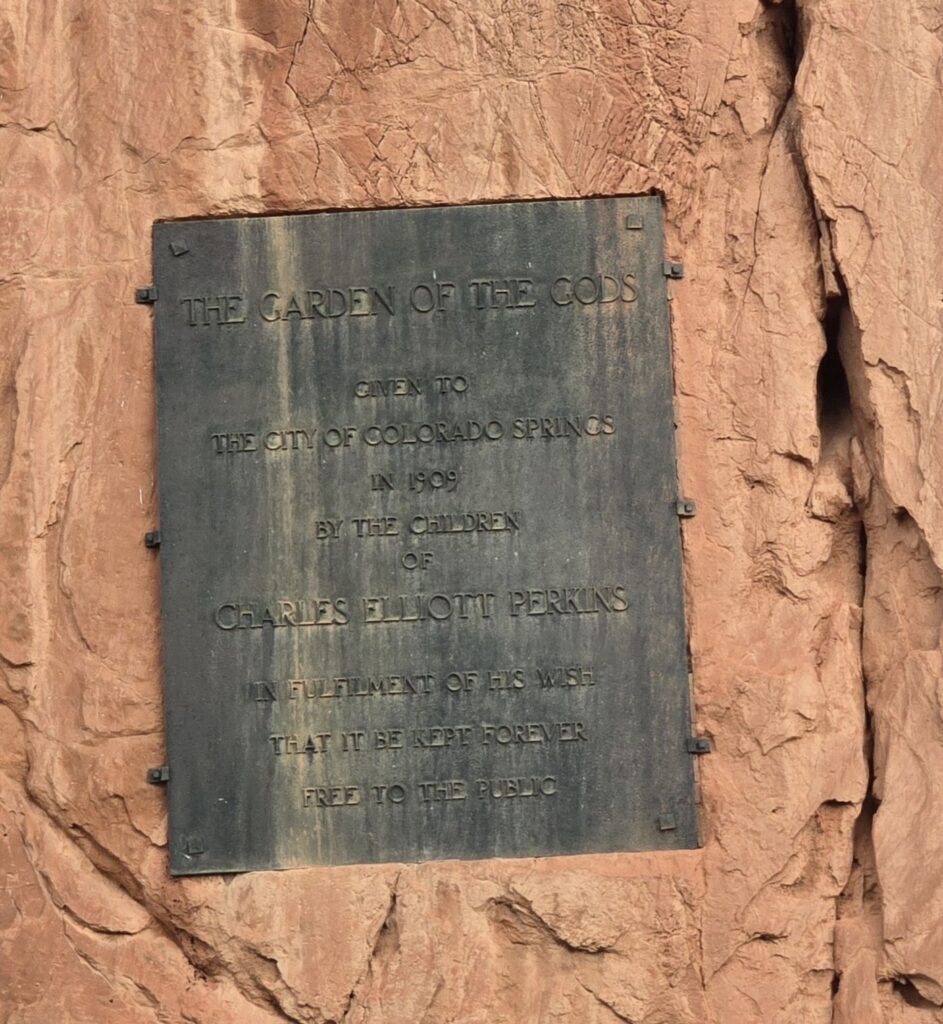 THE GARDEN OF THE GODS
GIVEN TO
THE CITY OF COLORADO SPRINGS
IN 1909
BY THE CHILDREN
OF
CHARLES ELLIOTT PERKINS
IN FULFILMENT OF HIS WISH
THAT IT BE KEPT FOREVER
FREE TO THE PUBLIC